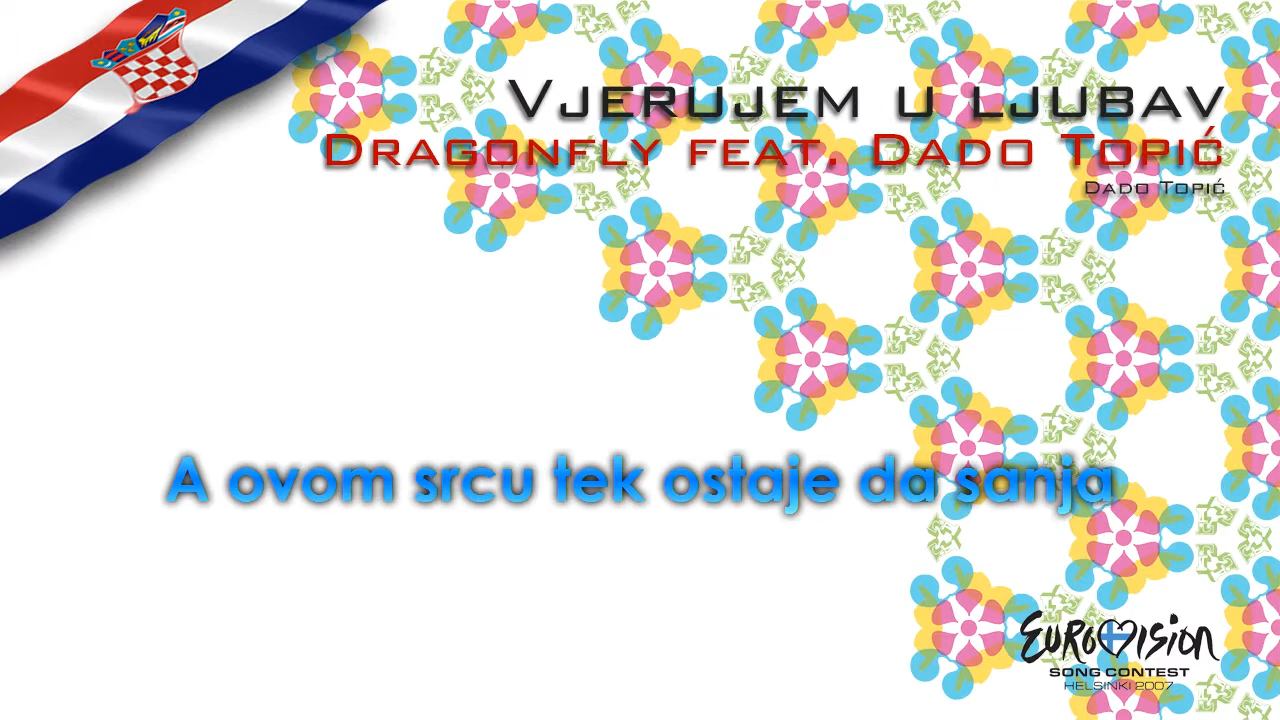 Vjerujem u ljubav
Dragonfly feat. Dado Topić
Dado Topić
A ovom srcu tek ostaje da sanja
EUROVISION
SONG CONTEST
HELSINKI 2007